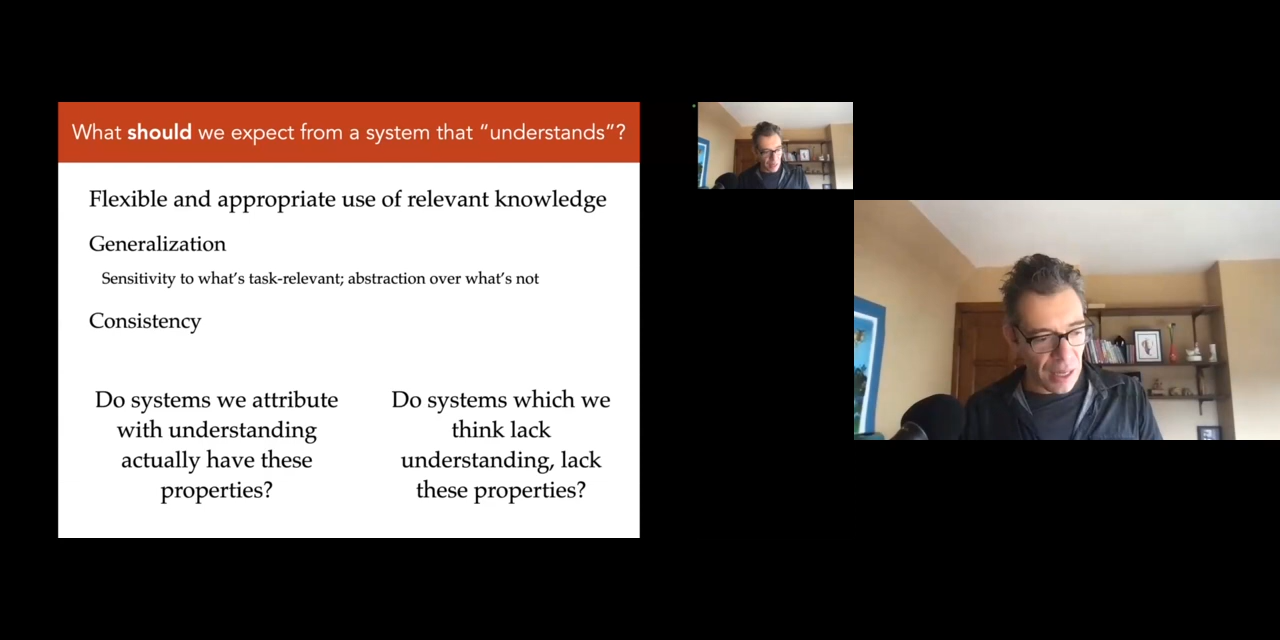 What should we expect from a system that “understands”?
Flexible and appropriate use of relevant knowledge
Generalization
Sensitivity to what’s task-relevant; abstraction over what’s not
Consistency
Do systems we attribute
with understanding
actually have these
properties?
Do systems which we
think lack
understanding, lack
these properties?